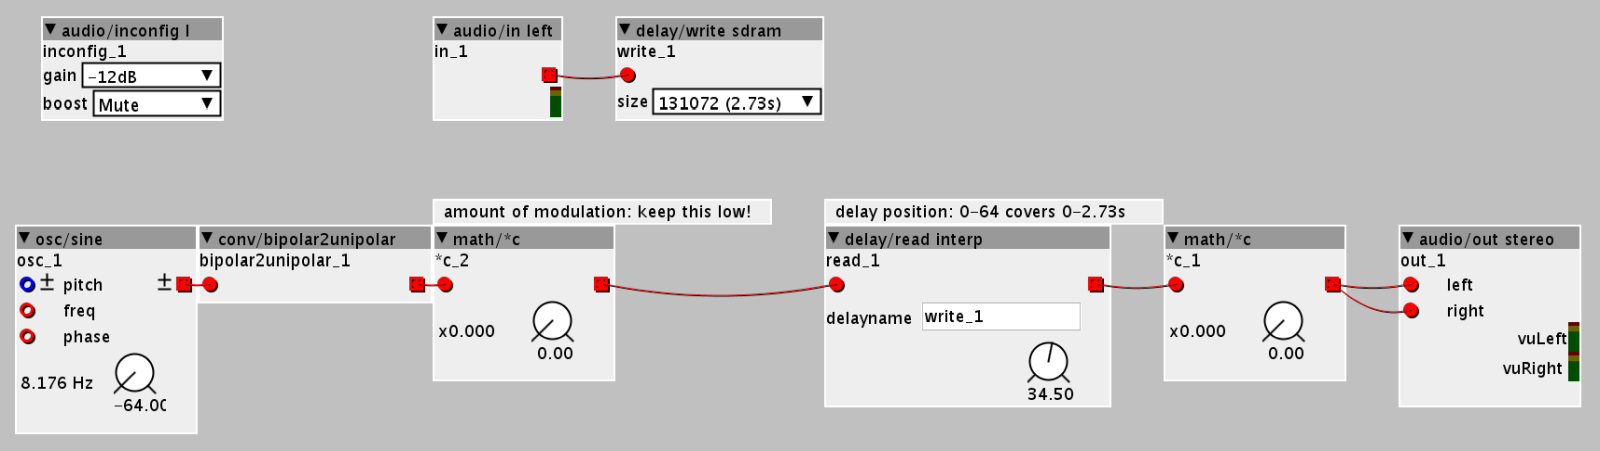 audio/inconfig l
inconfig_1
gain -12dB
boost Mute
audio/in left
in_1
delay/write sdram
write_1
size 131072 (2.73s)
amount of modulation: keep this low!
delay position: 0-64 covers 0-2.73s
osc/sine
osc_1
± pitch ±
freq
phase
8.176 Hz
-64.00
conv/bipolar2unipolar
bipolar2unipolar_1
math/*c
*c_2
x0.000
0.00
delay/read interp
read_1
delayname write_1
34.50
math/*c
*c_1
x0.000
0.00
audio/out stereo
out_1
left
right
vuLeft
vuRight